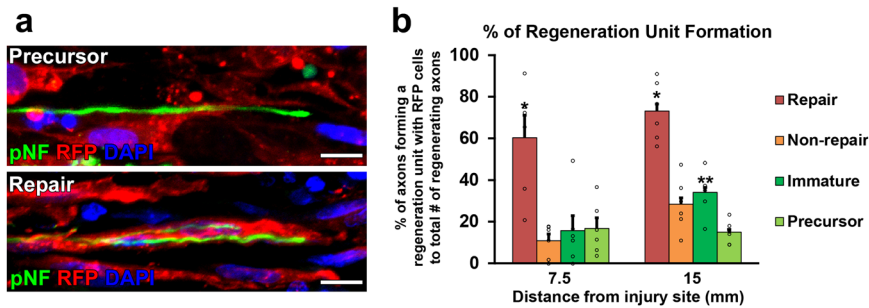 a
Precursor
pNF RFP DAPI
Repair
pNF RFP DAPI
b
% of Regeneration Unit Formation
% of axons forming a
regeneration unit with RFP cells
to total # of regenerating axons
100
80
60
40
20
0
*
*
**
7.5
15
Distance from injury site (mm)
Repair
Non-repair
Immature
Precursor